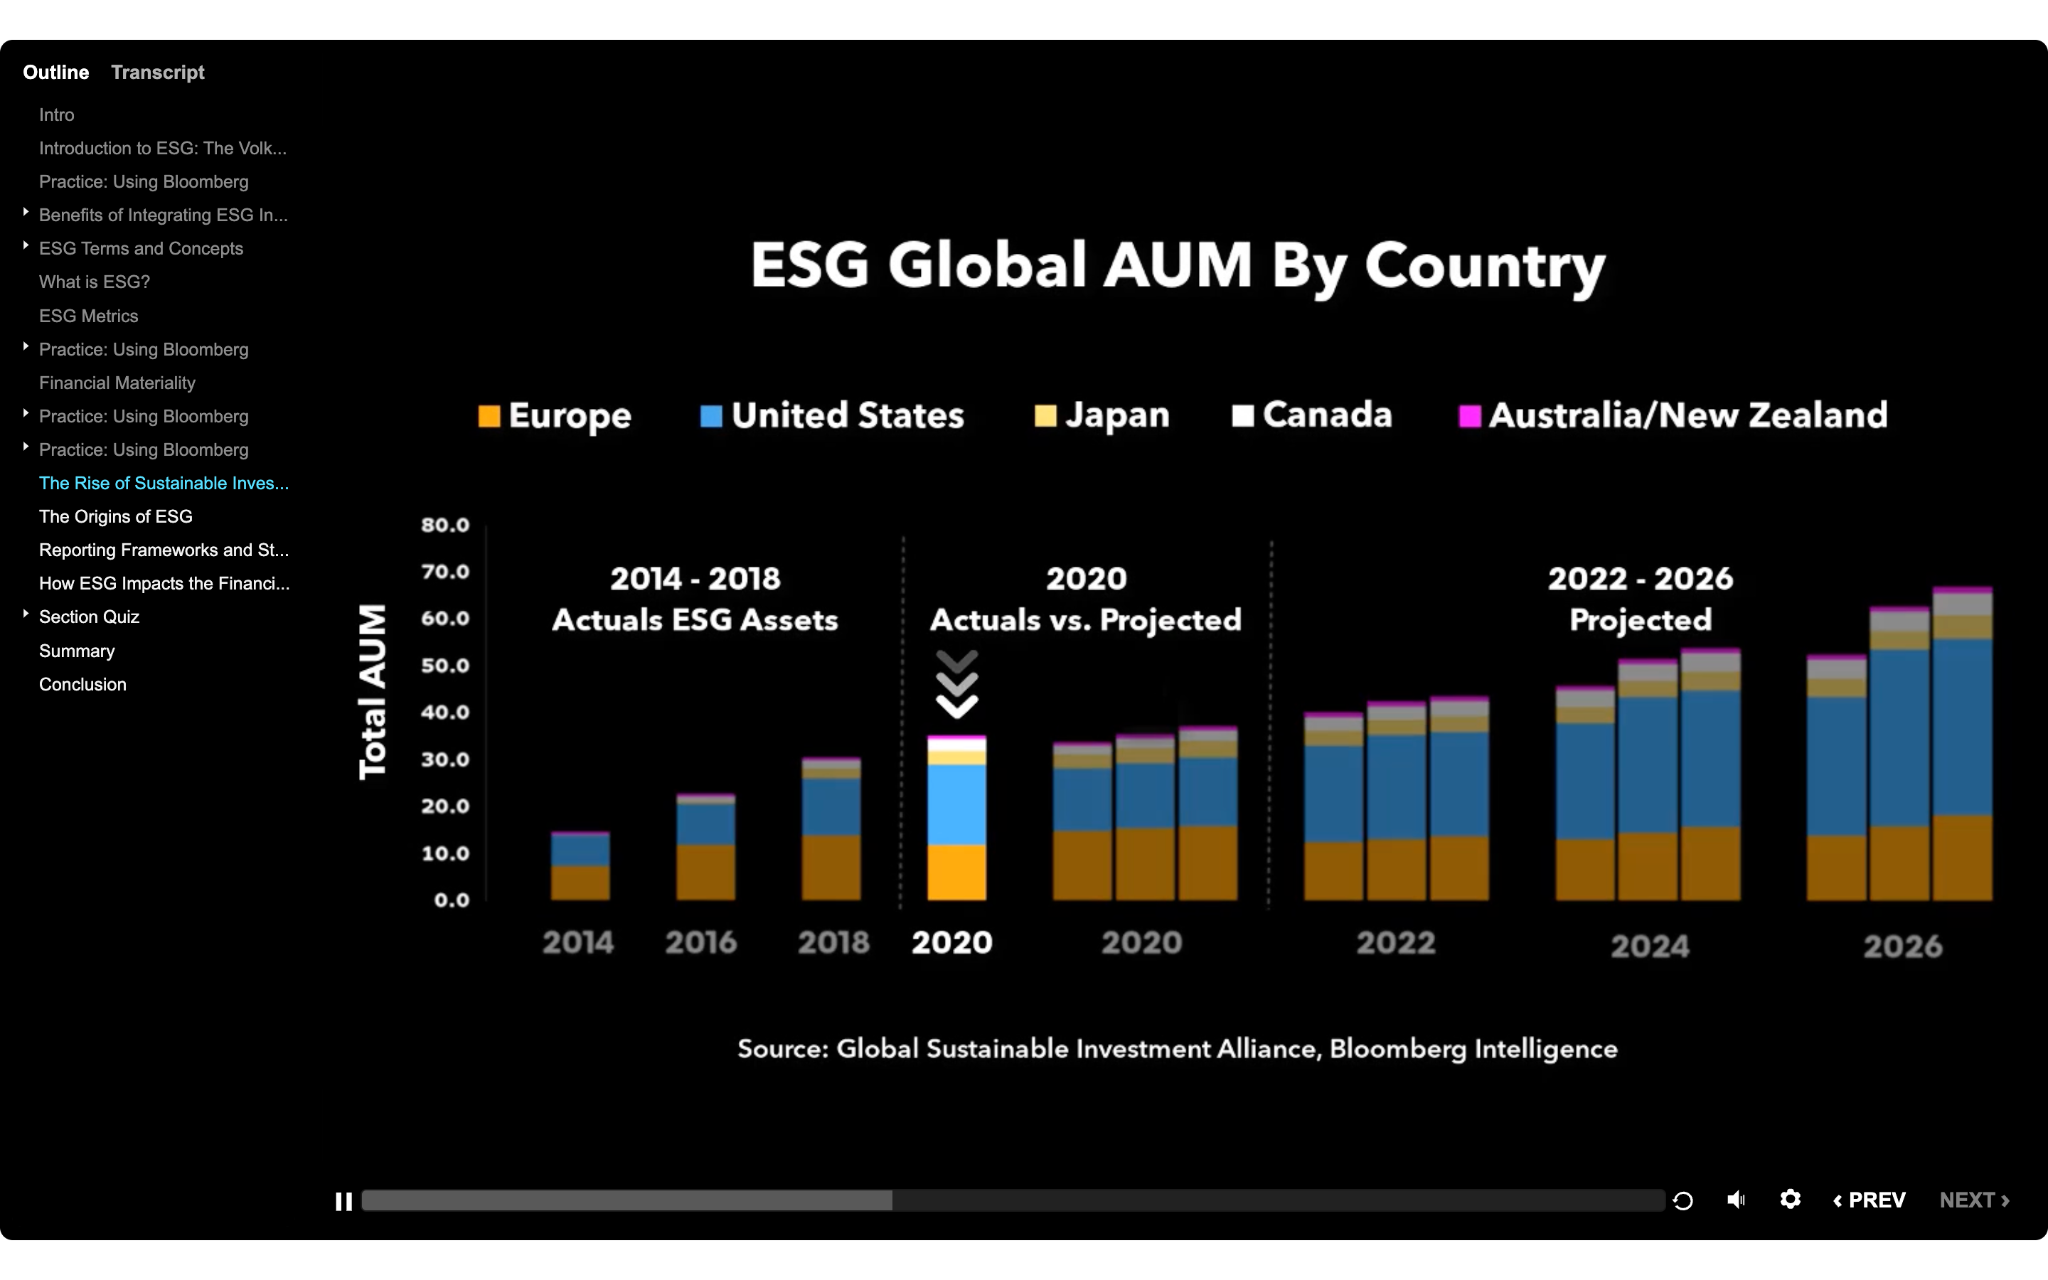 Outline Transcript
Intro
Introduction to ESG: The Volk...
Practice: Using Bloomberg
Benefits of Integrating ESG In...
ESG Terms and Concepts
What is ESG?
ESG Metrics
Practice: Using Bloomberg
Financial Materiality
Practice: Using Bloomberg
Practice: Using Bloomberg
The Rise of Sustainable Inves...
The Origins of ESG
Reporting Frameworks and St...
How ESG Impacts the Financi...
Section Quiz
Summary
Conclusion
ESG Global AUM By Country
Europe United States Japan Canada Australia/New Zealand
Total AUM
80.0
70.0
60.0
50.0
40.0
30.0
20.0
10.0
0.0
2014 - 2018
Actuals ESG Assets
2020
Actuals vs. Projected
2022 - 2026
Projected
2014 2016 2018 2020 2020 2022 2024 2026
Source: Global Sustainable Investment Alliance, Bloomberg Intelligence
PREV NEXT